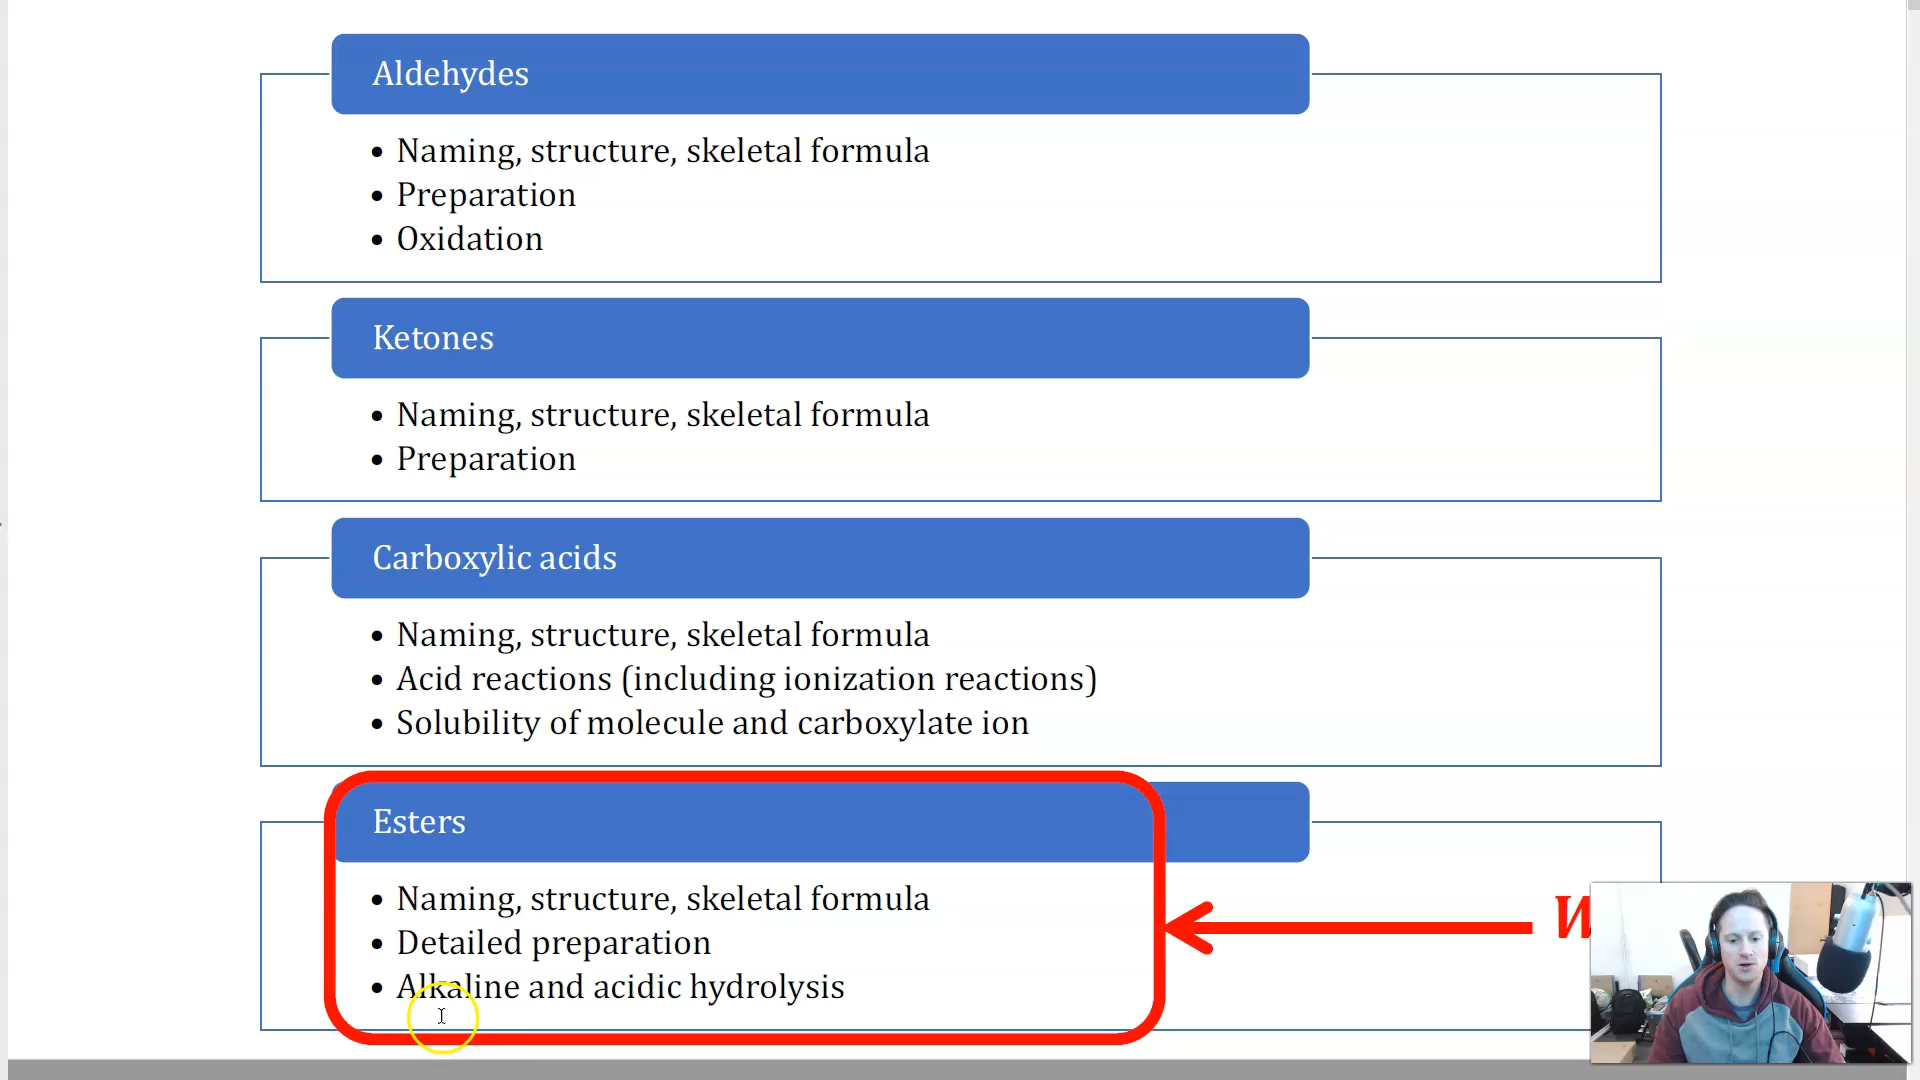 Aldehydes
• Naming, structure, skeletal formula
• Preparation
• Oxidation
Ketones
• Naming, structure, skeletal formula
• Preparation
Carboxylic acids
• Naming, structure, skeletal formula
• Acid reactions (including ionization reactions)
• Solubility of molecule and carboxylate ion
Esters
• Naming, structure, skeletal formula
• Detailed preparation
• Alkaline and acidic hydrolysis